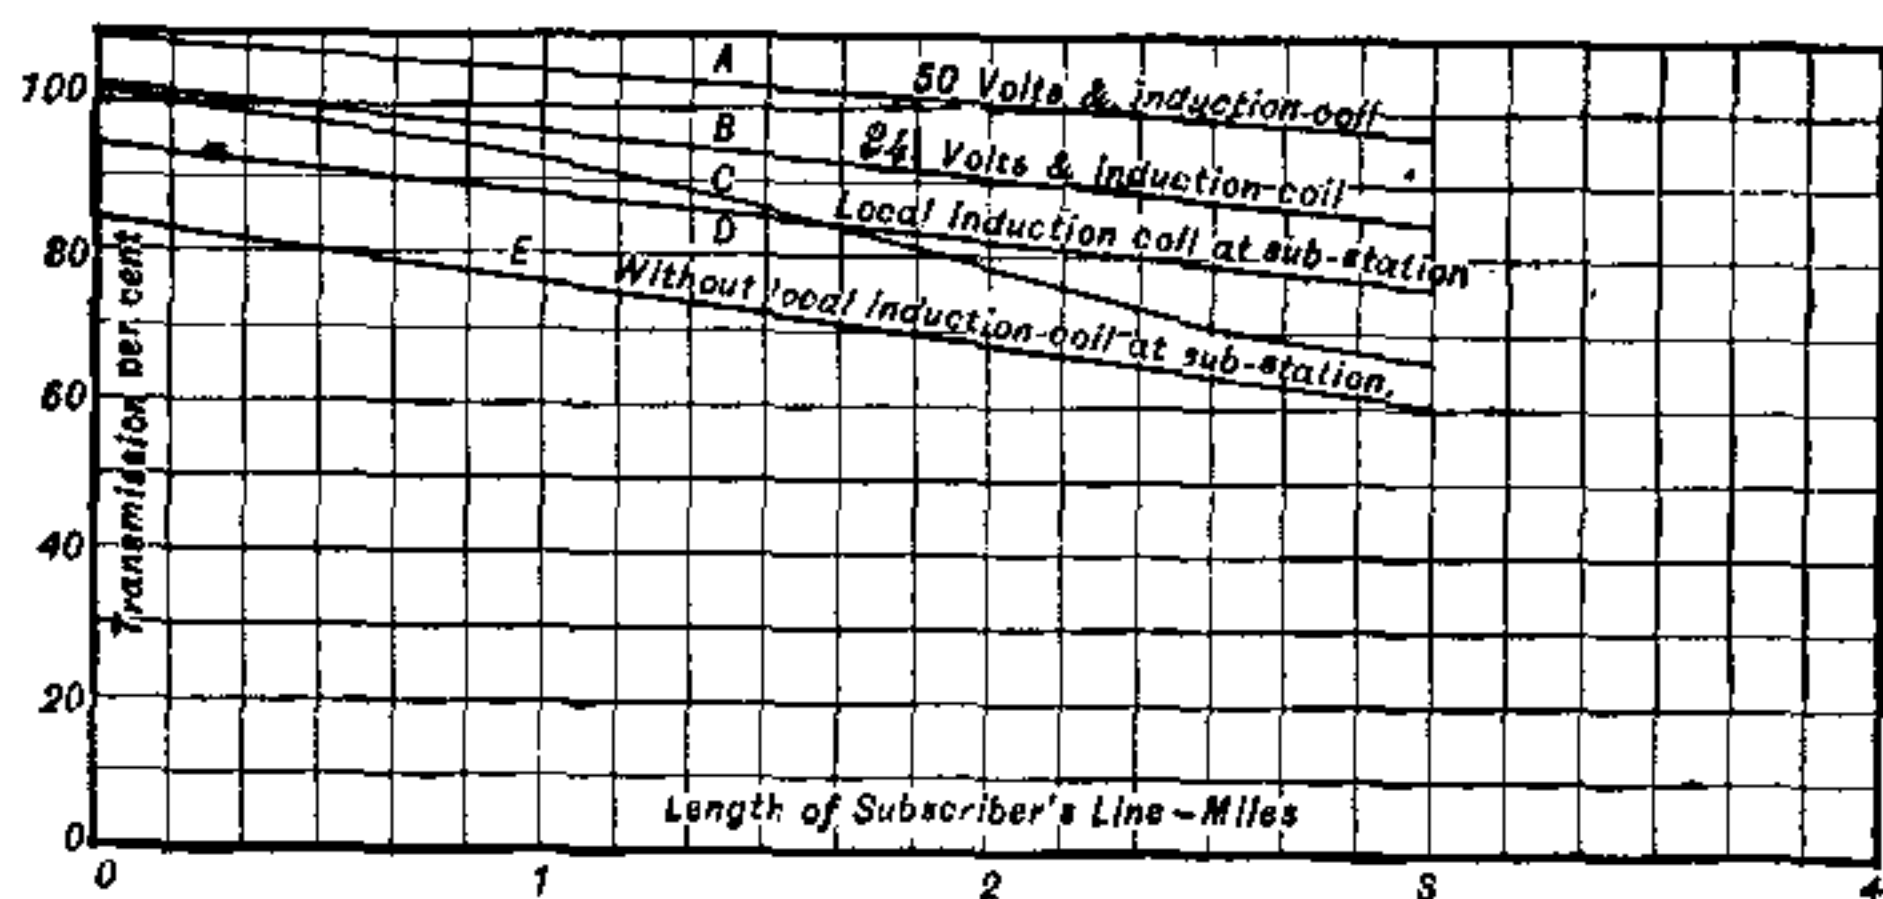 100
80
60
40
20
0
Transmission per cent
A
50 Volts & induction-coil
B
24 Volts & induction-coil
C
Local Induction coil at sub-station
D
E
Without local induction-coil at sub-station.
Length of Subscriber's Line - Miles
0 1 2 3 4